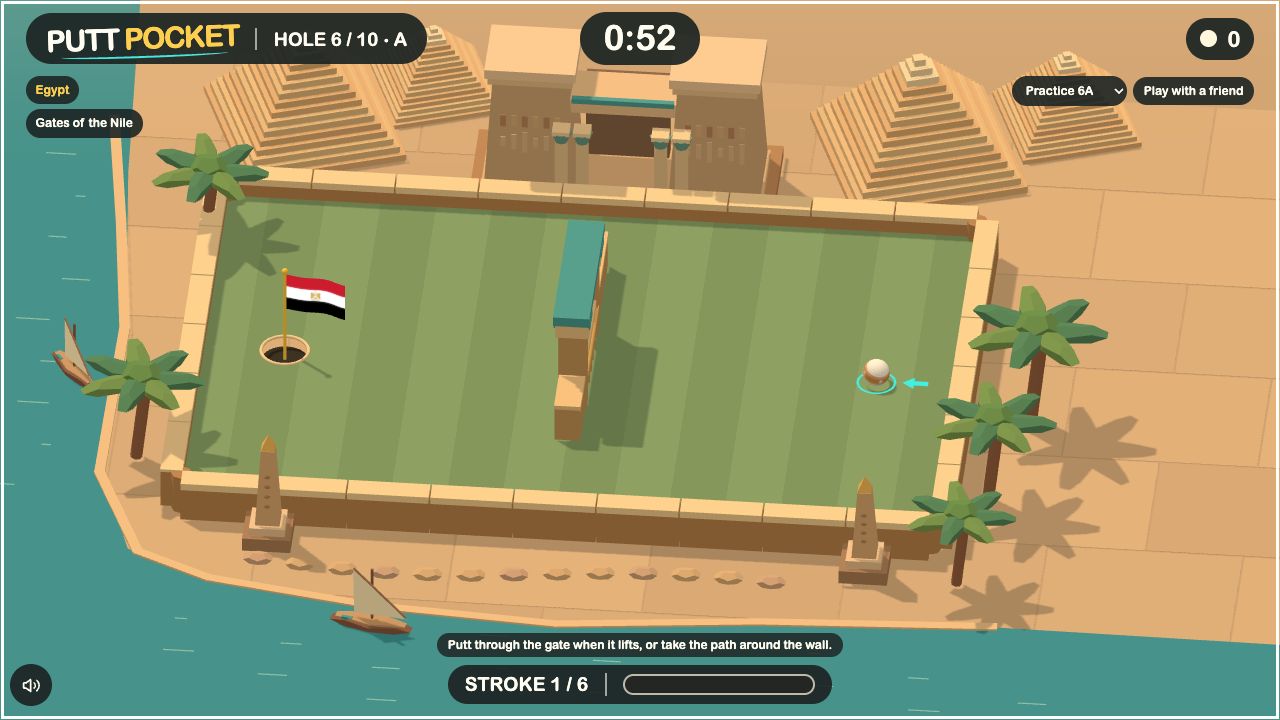 PUTT POCKET
HOLE 6 / 10 · A
0:52
0
Egypt
Gates of the Nile
Practice 6A
Play with a friend
Putt through the gate when it lifts, or take the path around the wall.
STROKE 1 / 6